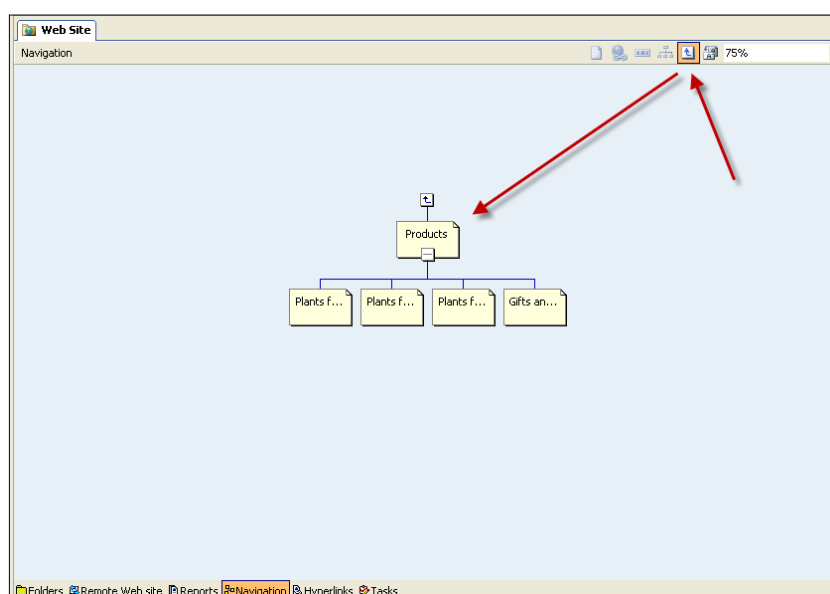 Web Site
Navigation 75%
Products
Plants f... Plants f... Plants f... Gifts an...
Folders Remote Web site Reports Navigation Hyperlinks Tasks